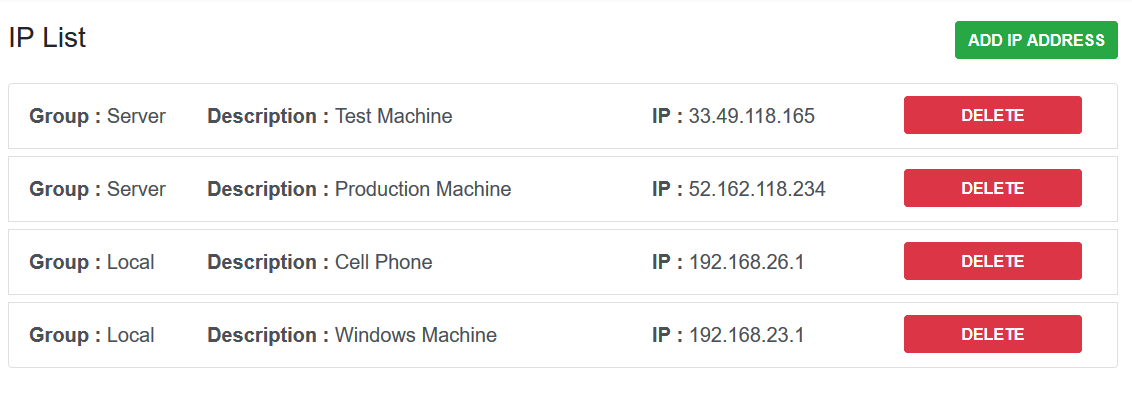 IP List
ADD IP ADDRESS
Group : Server Description : Test Machine IP : 33.49.118.165 DELETE
Group : Server Description : Production Machine IP : 52.162.118.234 DELETE
Group : Local Description : Cell Phone IP : 192.168.26.1 DELETE
Group : Local Description : Windows Machine IP : 192.168.23.1 DELETE